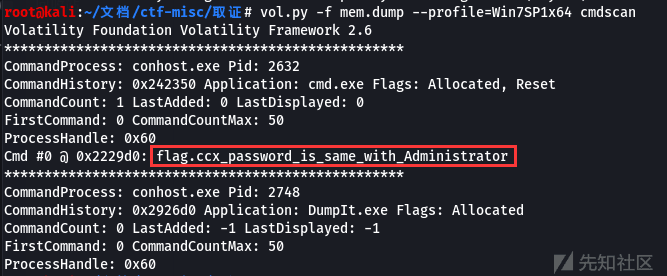 root@kali:~/文档/ctf-misc/取证# vol.py -f mem.dump --profile=Win7SP1x64 cmdscan
Volatility Foundation Volatility Framework 2.6
**************************************************
CommandProcess: conhost.exe Pid: 2632
CommandHistory: 0x242350 Application: cmd.exe Flags: Allocated, Reset
CommandCount: 1 LastAdded: 0 LastDisplayed: 0
FirstCommand: 0 CommandCountMax: 50
ProcessHandle: 0x60
Cmd #0 @ 0x2229d0: flag.ccx_password_is_same_with_Administrator
**************************************************
CommandProcess: conhost.exe Pid: 2748
CommandHistory: 0x2926d0 Application: DumpIt.exe Flags: Allocated
CommandCount: 0 LastAdded: -1 LastDisplayed: -1
FirstCommand: 0 CommandCountMax: 50
ProcessHandle: 0x60
先知社区